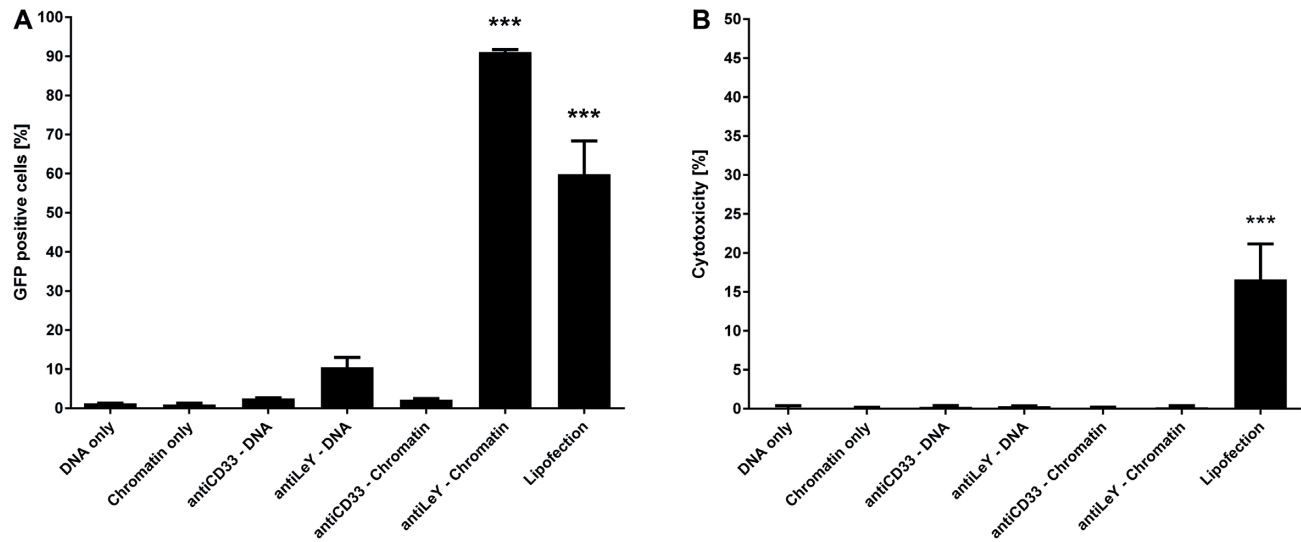 A
GFP positive cells [%]
100
90
80
70
60
50
40
30
20
10
0
***
***
DNA only
Chromatin only
antiCD33 - DNA
antiLeY - DNA
antiCD33 - Chromatin
antiLeY - Chromatin
Lipofection
B
Cytotoxicity [%]
50
45
40
35
30
25
20
15
10
5
0
***
DNA only
Chromatin only
antiCD33 - DNA
antiLeY - DNA
antiCD33 - Chromatin
antiLeY - Chromatin
Lipofection